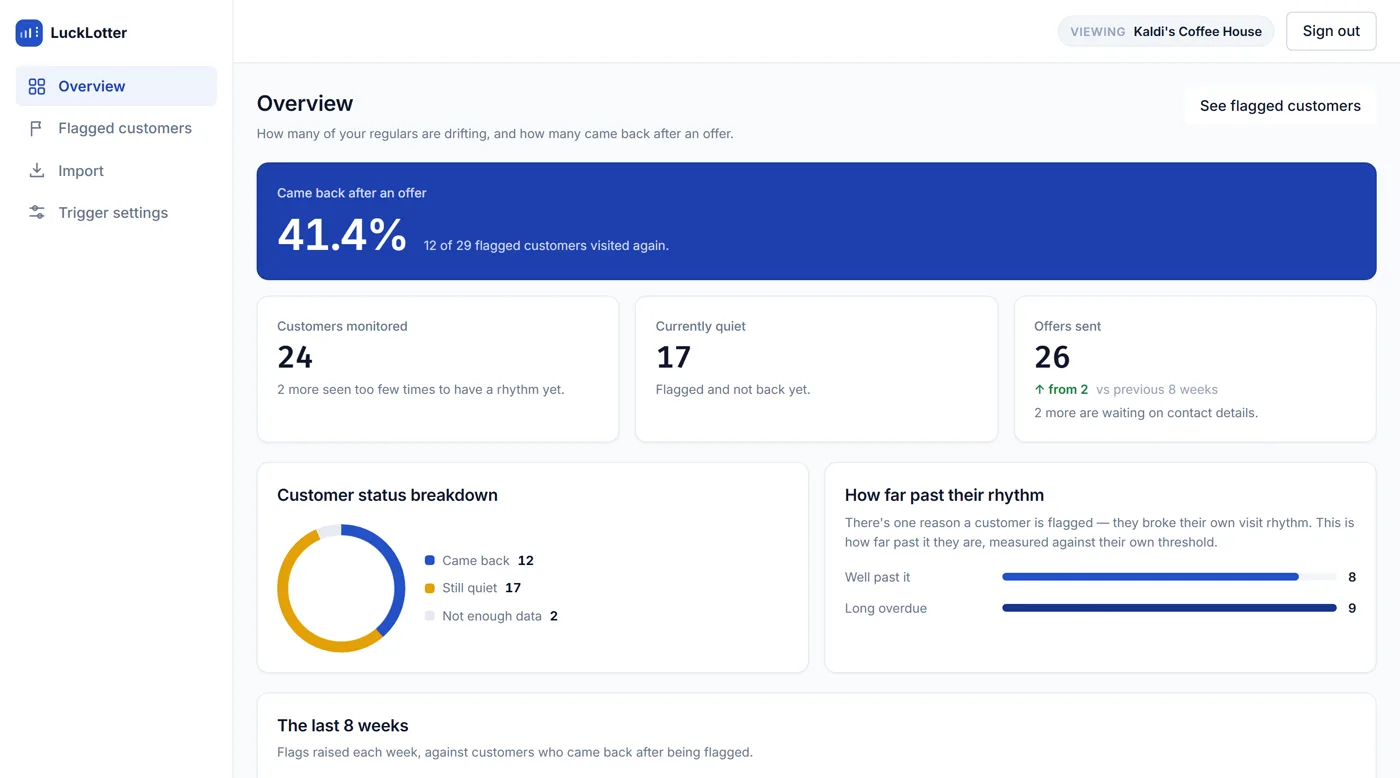 LuckLotter
VIEWING Kaldi's Coffee House
Sign out
Overview
Flagged customers
Import
Trigger settings
Overview
How many of your regulars are drifting, and how many came back after an offer.
See flagged customers
Came back after an offer
41.4% 12 of 29 flagged customers visited again.
Customers monitored
24
2 more seen too few times to have a rhythm yet.
Currently quiet
17
Flagged and not back yet.
Offers sent
26
↑ from 2 vs previous 8 weeks
2 more are waiting on contact details.
Customer status breakdown
Came back 12
Still quiet 17
Not enough data 2
How far past their rhythm
There's one reason a customer is flagged — they broke their own visit rhythm. This is
how far past it they are, measured against their own threshold.
Well past it 8
Long overdue 9
The last 8 weeks
Flags raised each week, against customers who came back after being flagged.